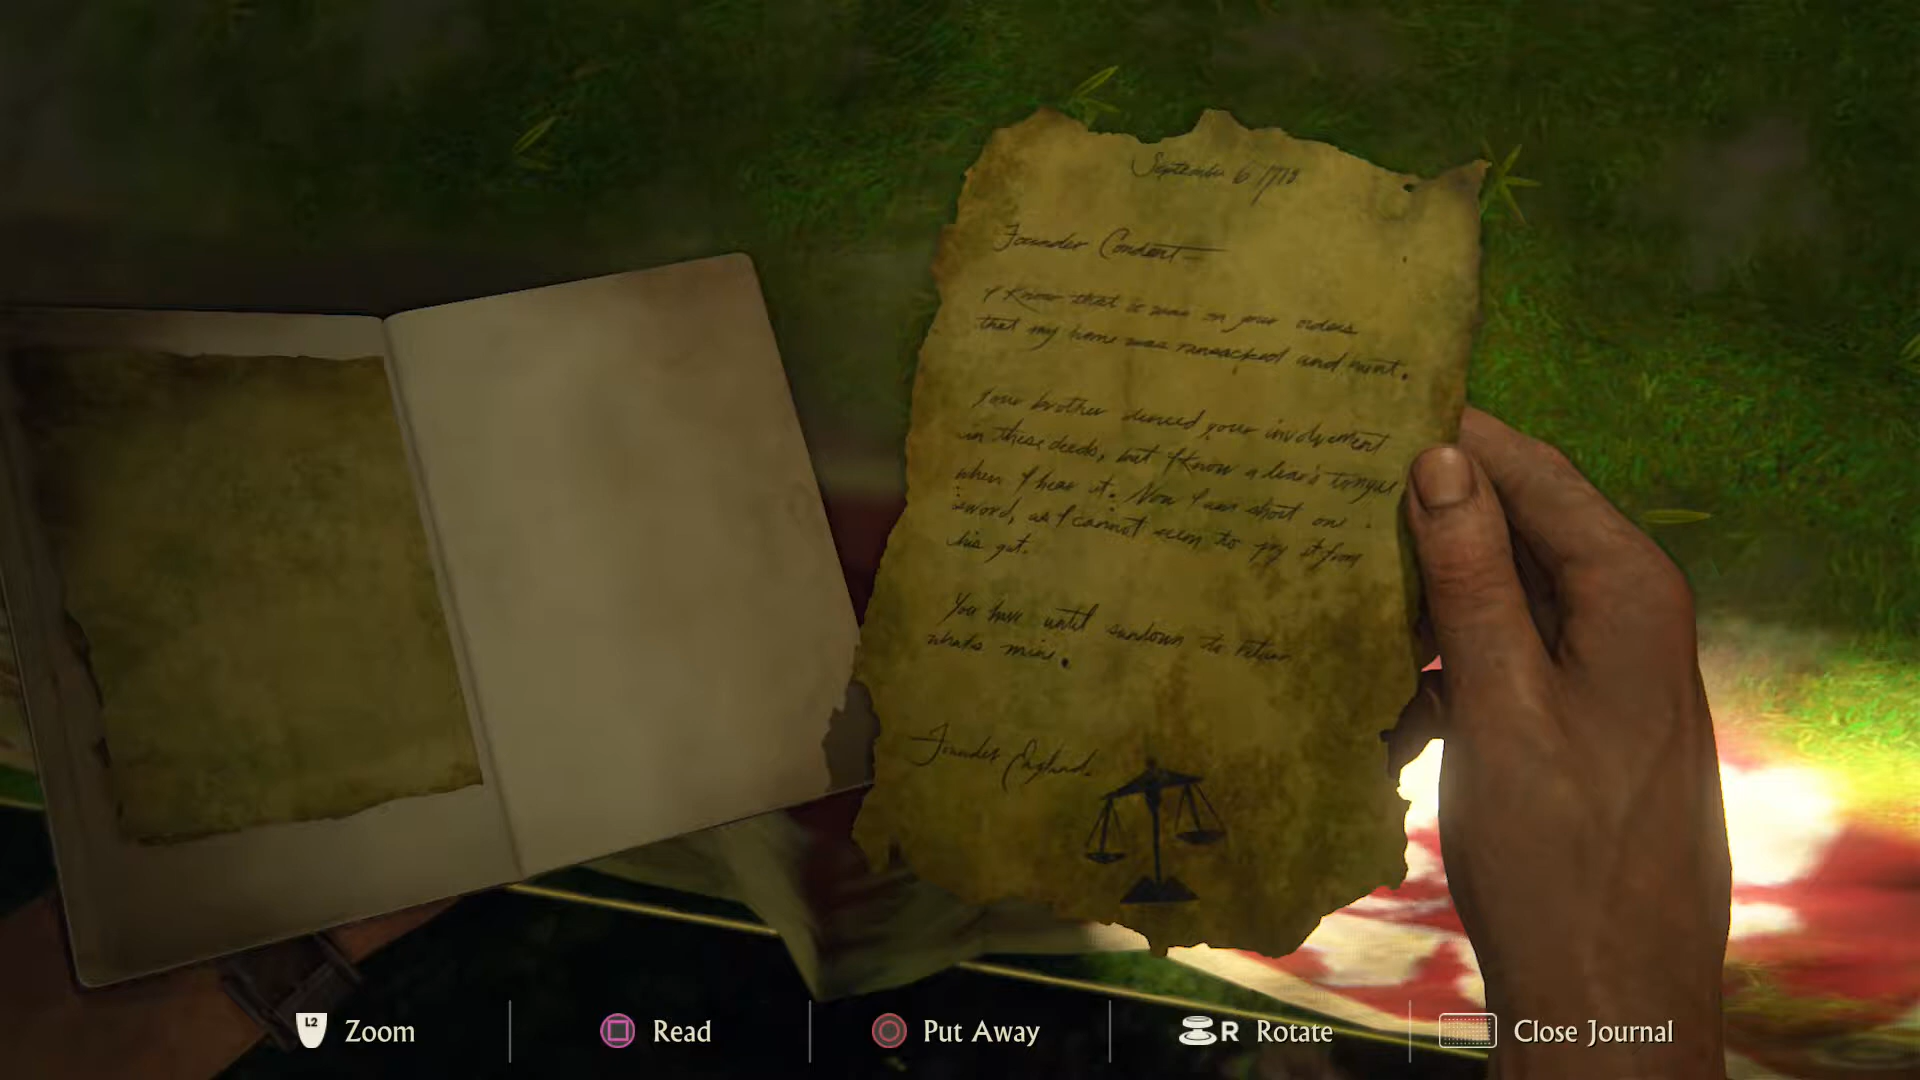 September 6 1718
Founder Condent—
I know that it was on your orders
that my home was ransacked and burnt.
Your brother denied your involvement
in these deeds, but I know a liar's tongue
when I hear it. Now I am short one
sword, as I cannot seem to pry it from
his gut.
You have until sundown to return
what's mine.
Founder England.
L2 Zoom
Read
Put Away
R Rotate
Close Journal